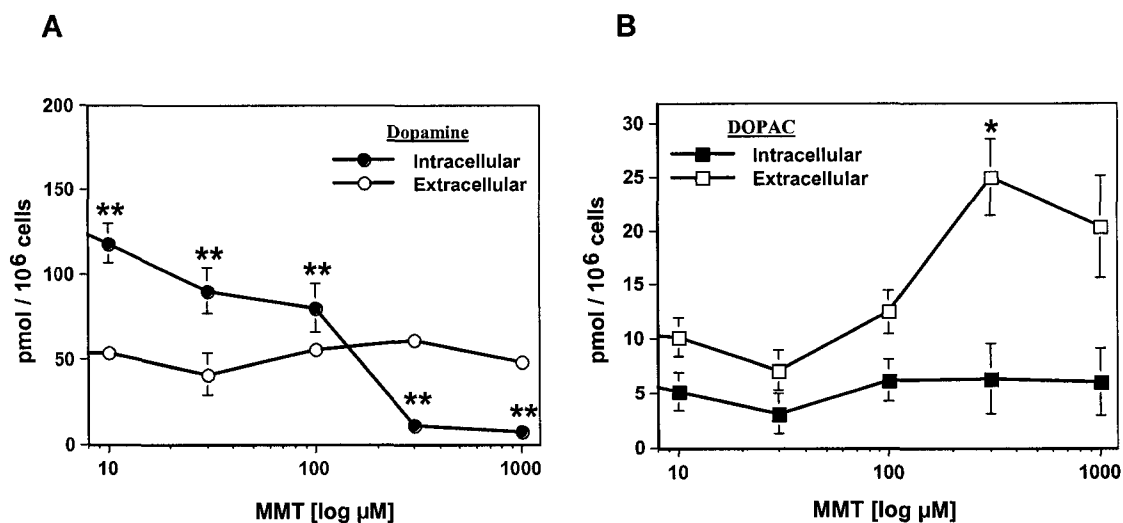 A
B
200
150
100
50
0
pmol / 10⁶ cells
Dopamine
Intracellular
Extracellular
**
**
**
**
**
10
100
1000
MMT [log μM]
30
25
20
15
10
5
0
pmol / 10⁶ cells
DOPAC
Intracellular
Extracellular
*
10
100
1000
MMT [log μM]